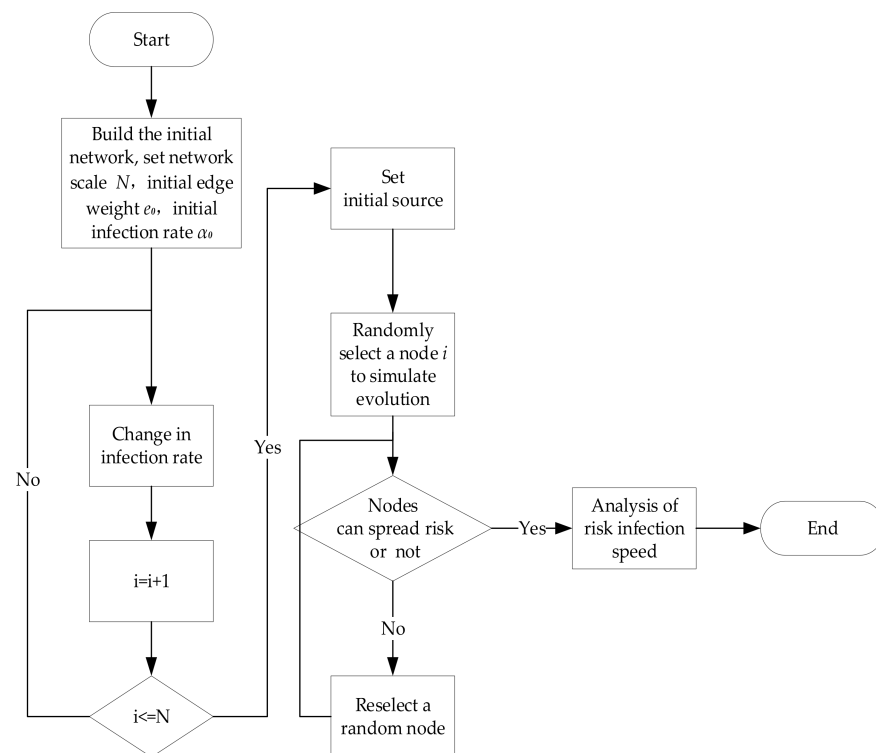 Start
Build the initial
network, set network
scale N，initial edge
weight e₀，initial
infection rate α₀
Change in
infection rate
i=i+1
i<=N
No
Yes
Set
initial source
Randomly
select a node i
to simulate
evolution
Nodes
can spread risk
or not
Yes
No
Reselect a
random node
Analysis of
risk infection
speed
End